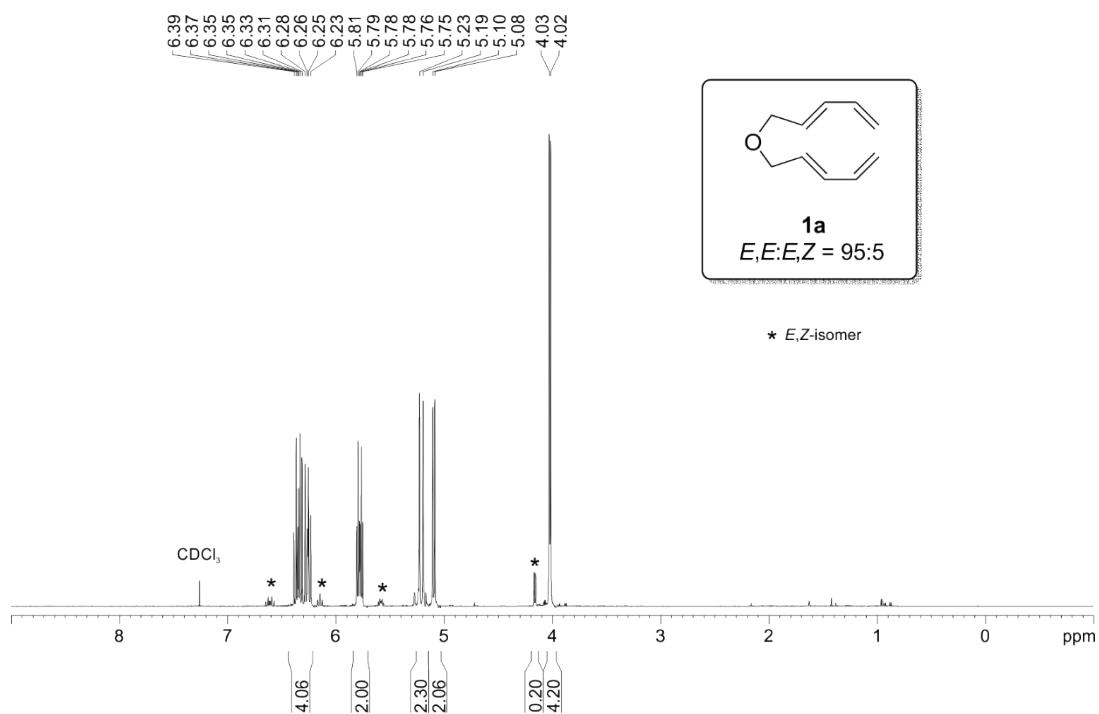 6.39 6.37 6.35 6.35 6.33 6.31 6.28 6.26 6.25 6.23 5.81 5.79 5.78 5.78 5.76 5.75 5.23 5.19 5.10 5.08 4.03 4.02
O
1a
E,E:E,Z = 95:5
* E,Z-isomer
CDCl₃
* * * *
8 7 6 5 4 3 2 1 0 ppm
4.06 2.00 2.30 2.06 0.20 4.20